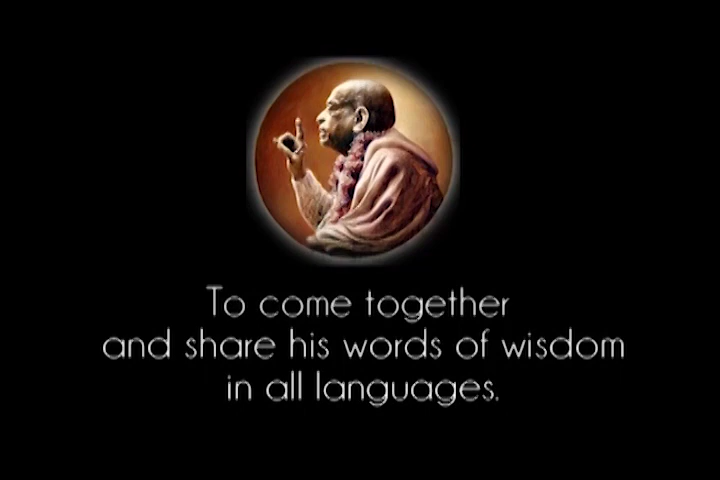 To come together
and share his words of wisdom
in all languages.